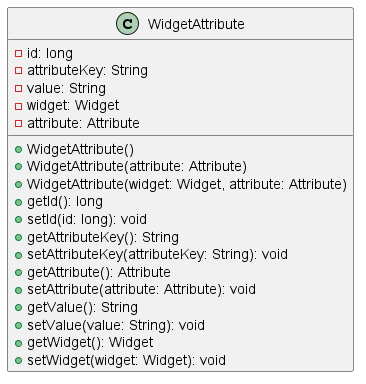 C WidgetAttribute
id: long
attributeKey: String
value: String
widget: Widget
attribute: Attribute
WidgetAttribute()
WidgetAttribute(attribute: Attribute)
WidgetAttribute(widget: Widget, attribute: Attribute)
getId(): long
setId(id: long): void
getAttributeKey(): String
setAttributeKey(attributeKey: String): void
getAttribute(): Attribute
setAttribute(attribute: Attribute): void
getValue(): String
setValue(value: String): void
getWidget(): Widget
setWidget(widget: Widget): void